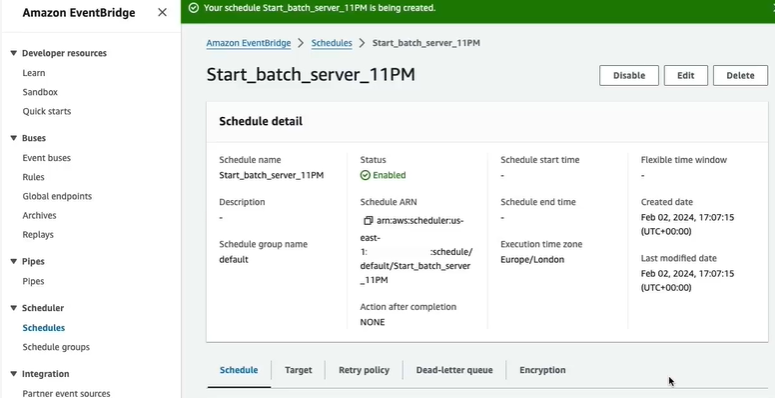 Amazon EventBridge
Your schedule Start_batch_server_11PM is being created.
Amazon EventBridge > Schedules > Start_batch_server_11PM
Start_batch_server_11PM
Disable
Edit
Delete
Developer resources
Learn
Sandbox
Quick starts
Buses
Event buses
Rules
Global endpoints
Archives
Replays
Pipes
Pipes
Scheduler
Schedules
Schedule groups
Integration
Partner event sources
Schedule detail
Schedule name
Start_batch_server_11PM
Description
-
Schedule group name
default
Status
Enabled
Schedule ARN
arn:aws:scheduler:us-
east-
1: :schedule/
default/Start_batch_server
_11PM
Action after completion
NONE
Schedule start time
-
Schedule end time
-
Execution time zone
Europe/London
Flexible time window
-
Created date
Feb 02, 2024, 17:07:15
(UTC+00:00)
Last modified date
Feb 02, 2024, 17:07:15
(UTC+00:00)
Schedule
Target
Retry policy
Dead-letter queue
Encryption